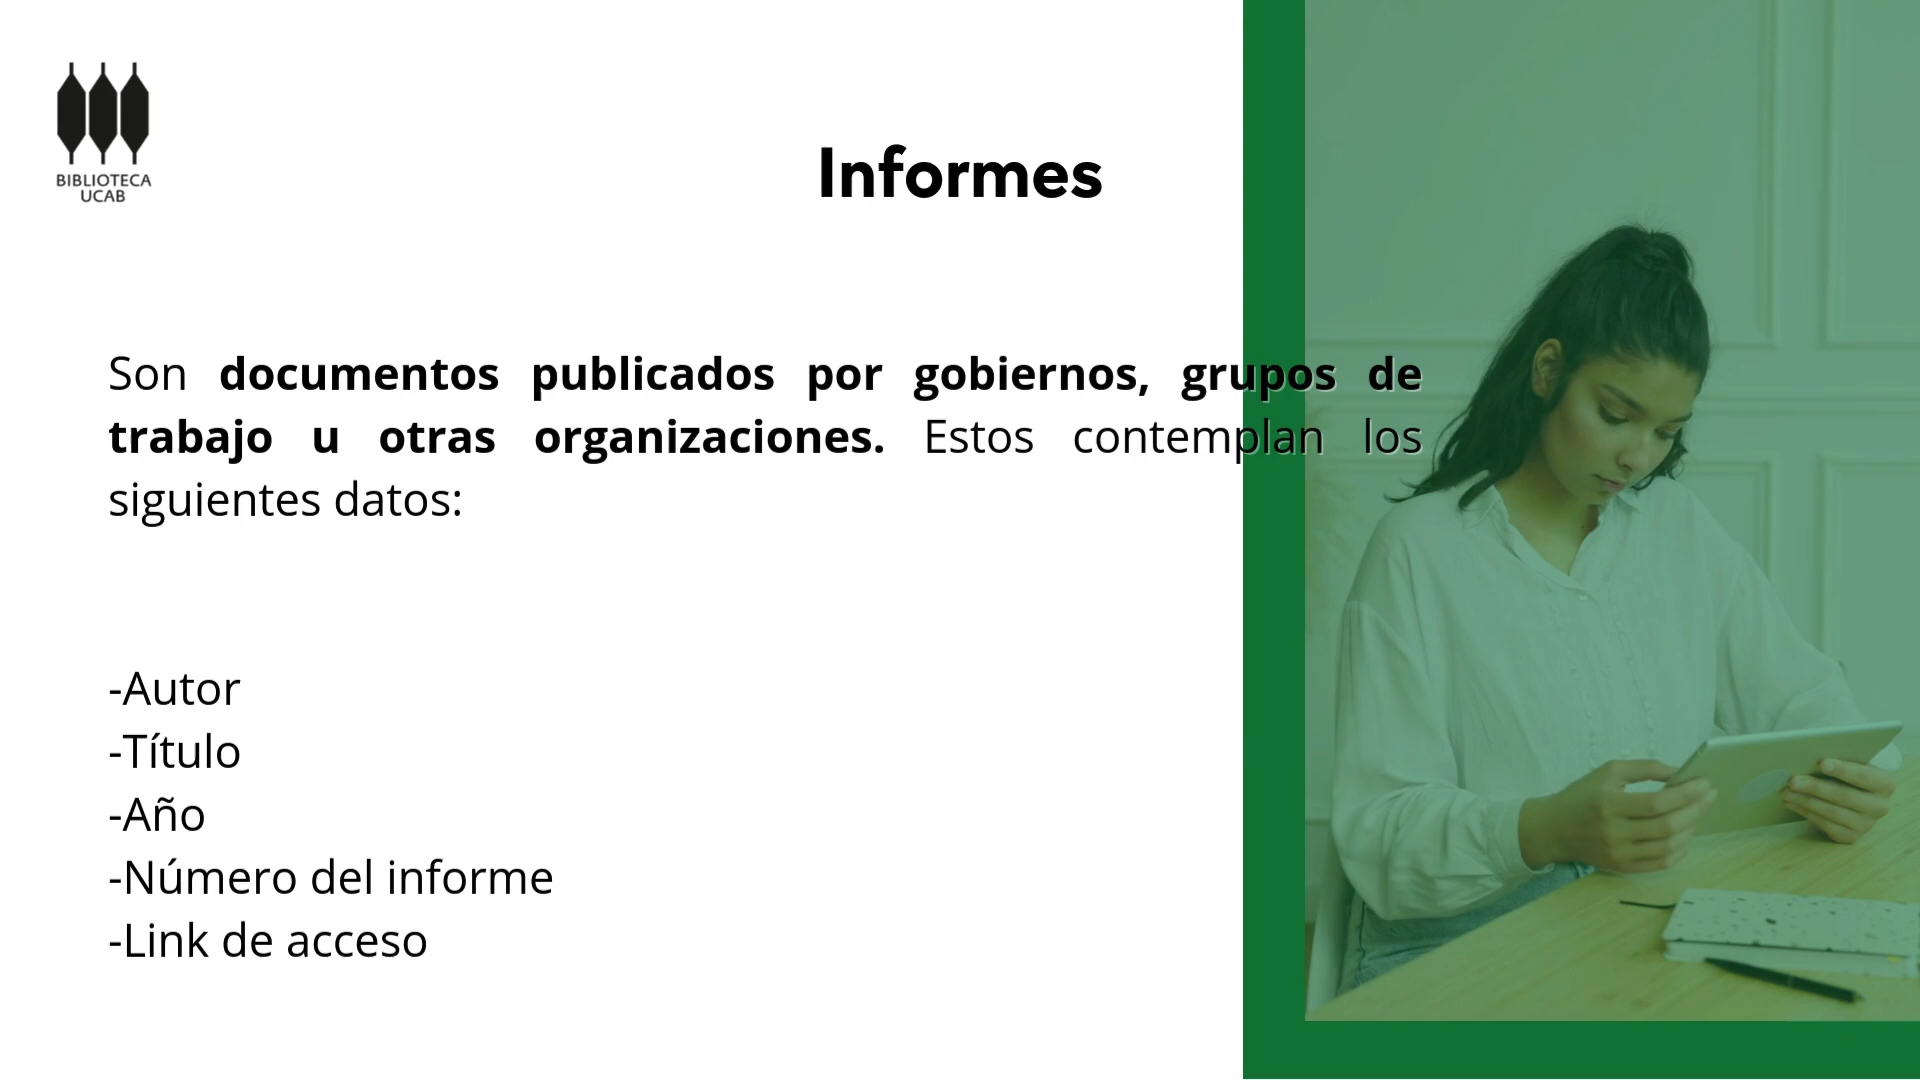 BIBLIOTECA
UCAB
Informes
Son documentos publicados por gobiernos, grupos de
trabajo u otras organizaciones. Estos contemplan los
siguientes datos:
-Autor
-Título
-Año
-Número del informe
-Link de acceso